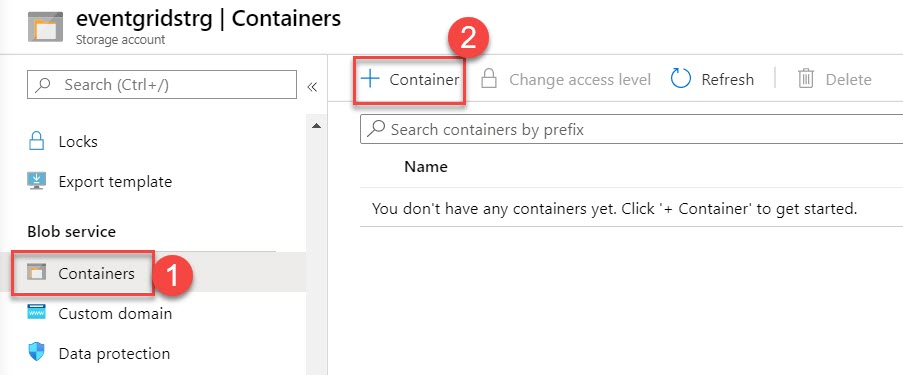 eventgridstrg | Containers
Storage account
2
Search (Ctrl+/)
«
Locks
Export template
Blob service
Containers
1
Custom domain
Data protection
+ Container
Change access level
Refresh
Delete
Search containers by prefix
Name
You don't have any containers yet. Click '+ Container' to get started.